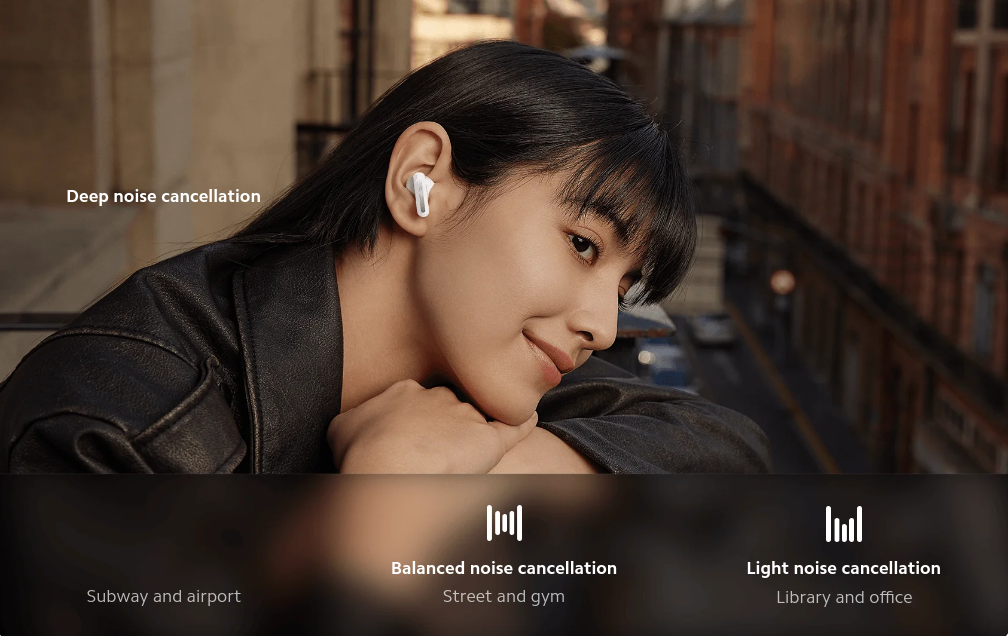 Deep noise cancellation
Balanced noise cancellation
Light noise cancellation
Subway and airport
Street and gym
Library and office